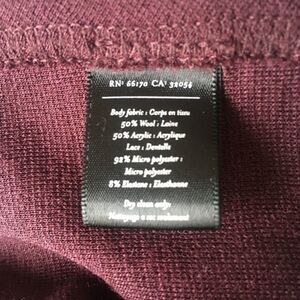 RN: 66170 CA: 32054
Body fabric : Corps en tissu
50% Wool : Laine
50% Acrylic : Acrylique
Lace : Dentelle
92% Micro polyester :
Micro polyester
8% Elastane : Elasthanne
Dry clean only.
Nettoyage a sec seulement